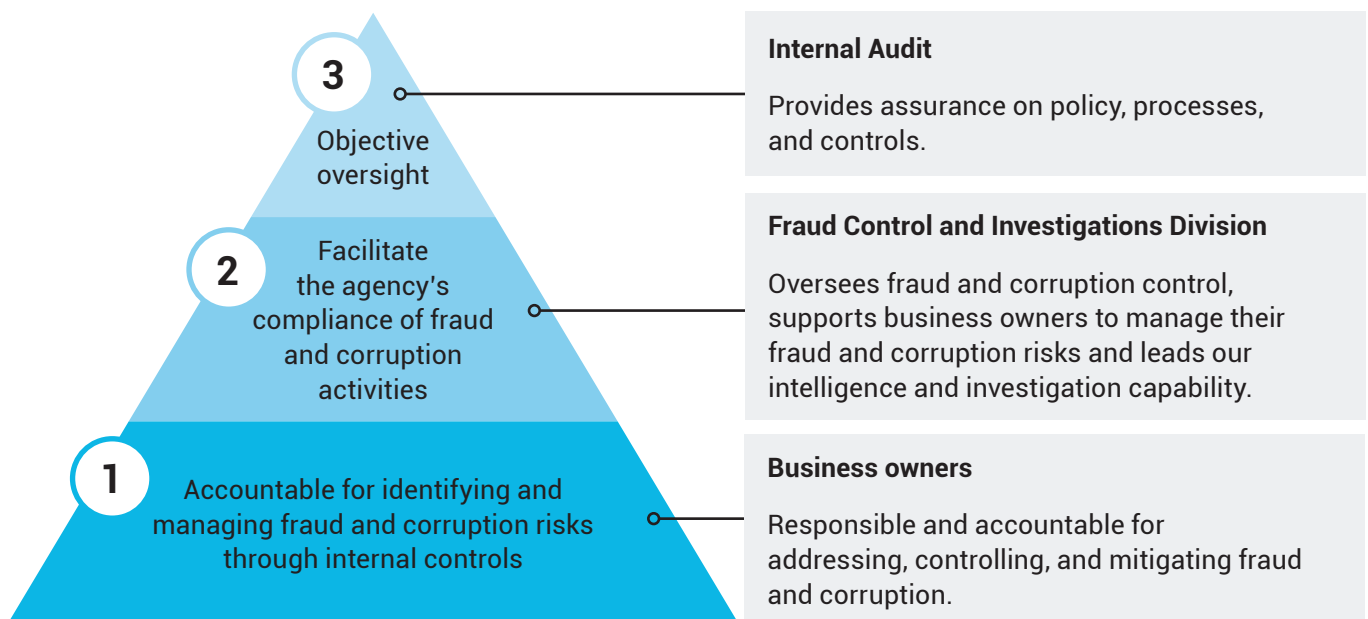 3
Objective
oversight
Internal Audit
Provides assurance on policy, processes,
and controls.
2
Facilitate
the agency's
compliance of fraud
and corruption
activities
Fraud Control and Investigations Division
Oversees fraud and corruption control,
supports business owners to manage their
fraud and corruption risks and leads our
intelligence and investigation capability.
1
Accountable for identifying and
managing fraud and corruption risks
through internal controls
Business owners
Responsible and accountable for
addressing, controlling, and mitigating fraud
and corruption.